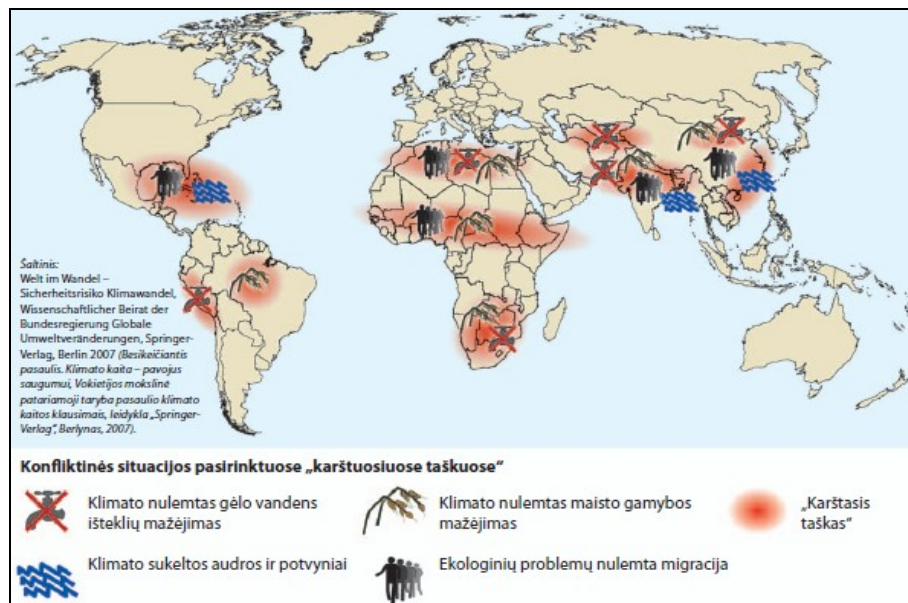 Šaltinis:
Welt im Wandel –
Sicherheitsrisiko Klimawandel,
Wissenschaftlicher Beirat der
Bundesregierung Globale
Umweltveränderungen, Springer-
Verlag, Berlin 2007 (Besikeičiantis
pasaulis. Klimato kaita – pavojus
saugumui, Vokietijos mokslinė
patariamoji taryba pasaulio klimato
kaitos klausimais, leidykla „Springer-
Verlag“, Berlynas, 2007).
Konfliktinės situacijos pasirinktuose „karštuosiuose taškuose“
Klimato nulemtas gėlo vandens
išteklių mažėjimas
Klimato nulemtas maisto gamybos
mažėjimas
„Karštasis
taškas“
Klimato sukeltos audros ir potvyniai
Ekologinių problemų nulemta migracija